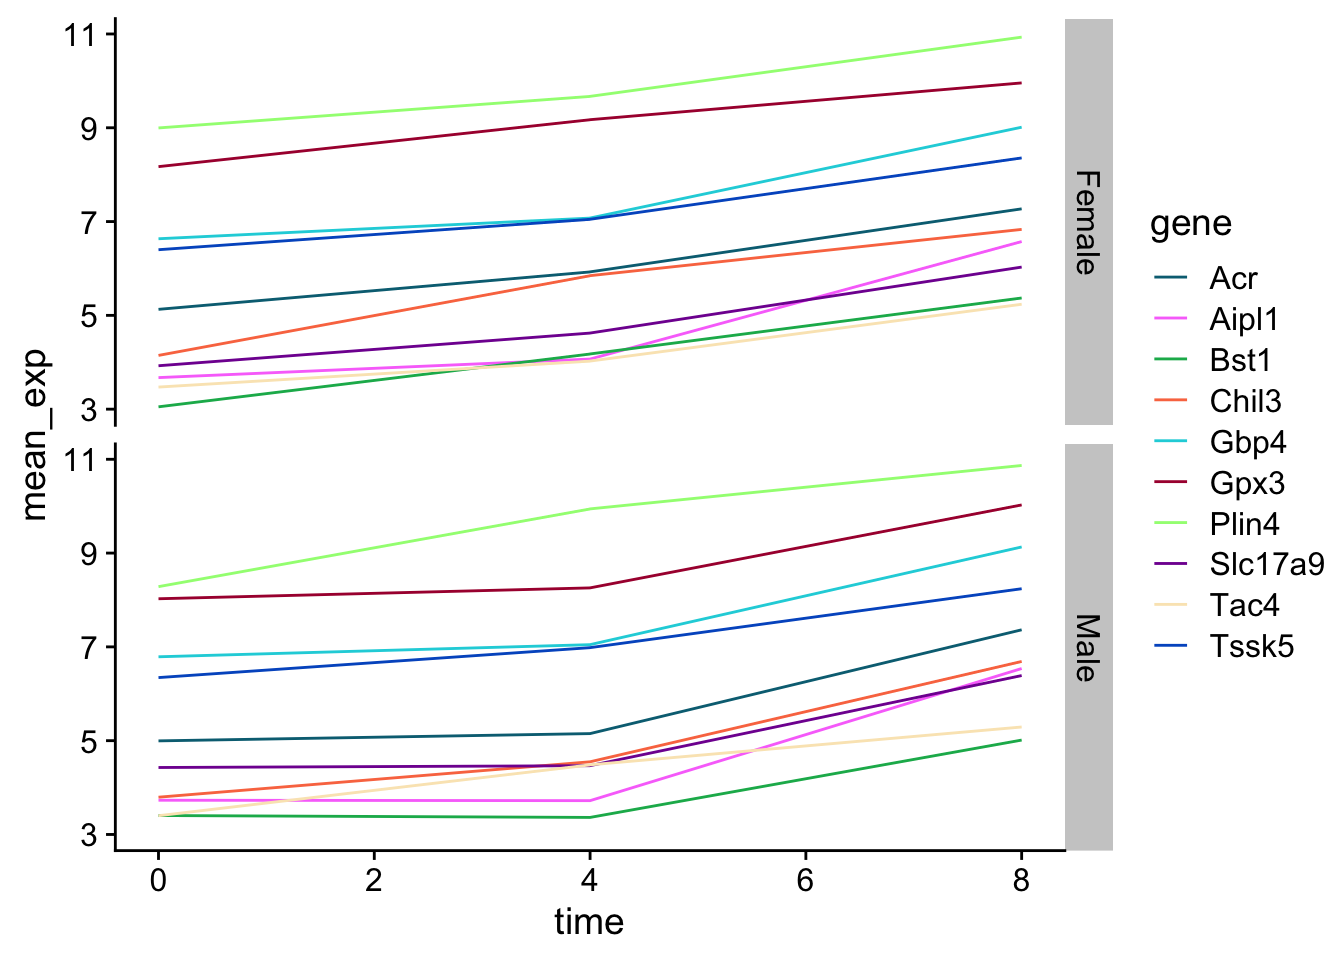 mean_exp
11
9
7
5
3
Female
11
9
7
5
3
Male
0 2 4 6 8
time
gene
Acr
Aipl1
Bst1
Chil3
Gbp4
Gpx3
Plin4
Slc17a9
Tac4
Tssk5